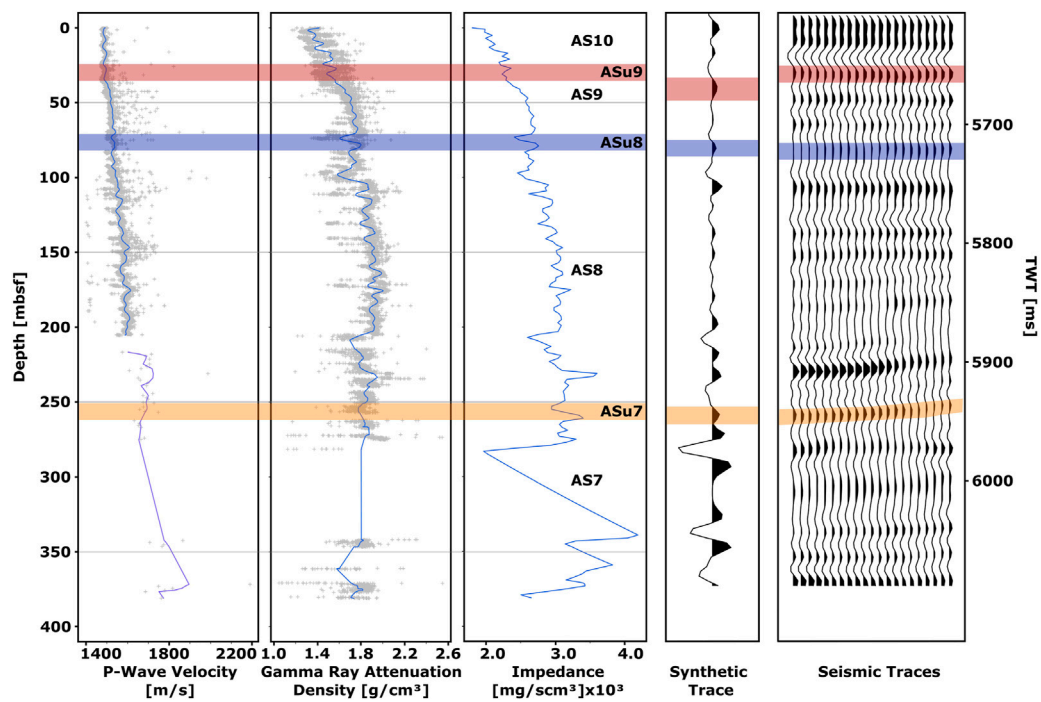 0
50
100
150
200
250
300
350
400
Depth [mbsf]
1400
1800
2200
P-Wave Velocity
[m/s]
1.0
1.4
1.8
2.2
2.6
Gamma Ray Attenuation
Density [g/cm³]
AS10
ASu9
AS9
ASu8
AS8
ASu7
AS7
2.0
3.0
4.0
Impedance
[mg/scm³]x10³
Synthetic
Trace
Seismic Traces
5700
5800
5900
6000
TWT [ms]